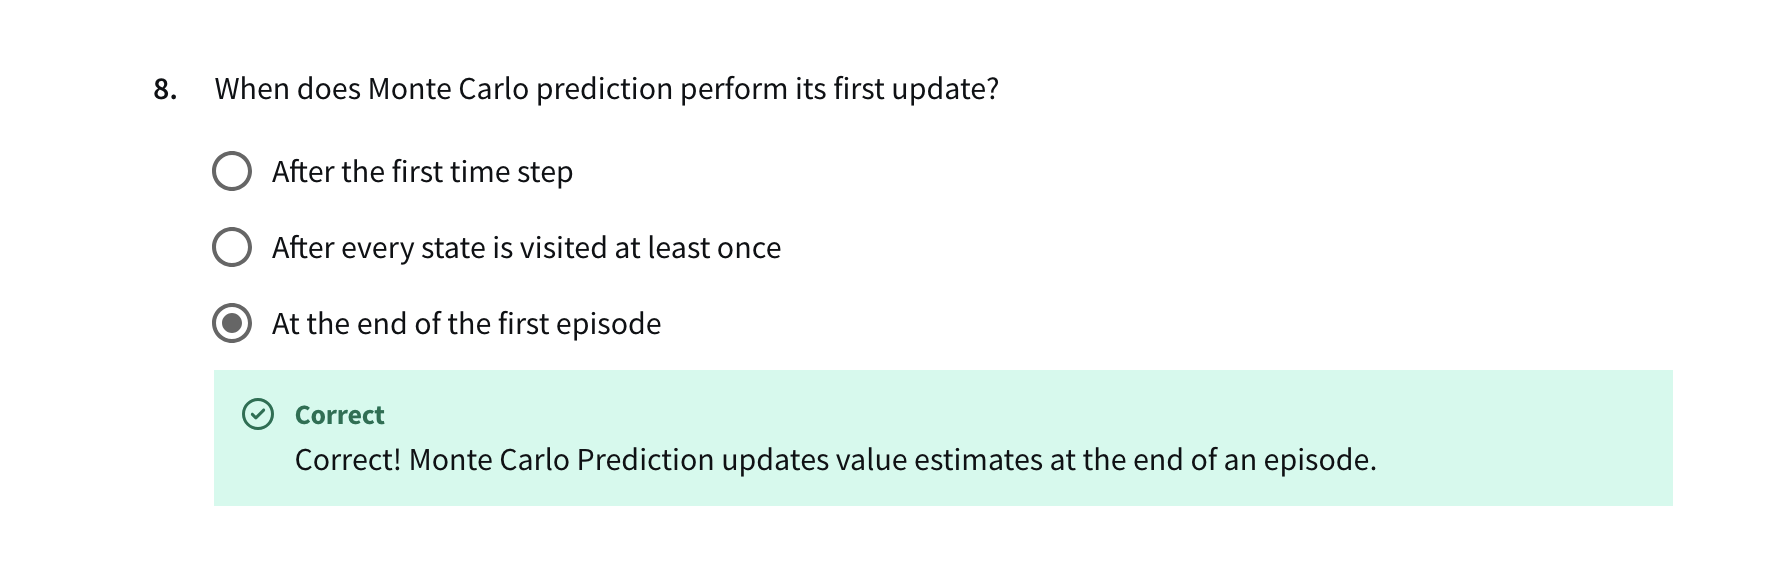 8. When does Monte Carlo prediction perform its first update?
After the first time step
After every state is visited at least once
At the end of the first episode
Correct
Correct! Monte Carlo Prediction updates value estimates at the end of an episode.